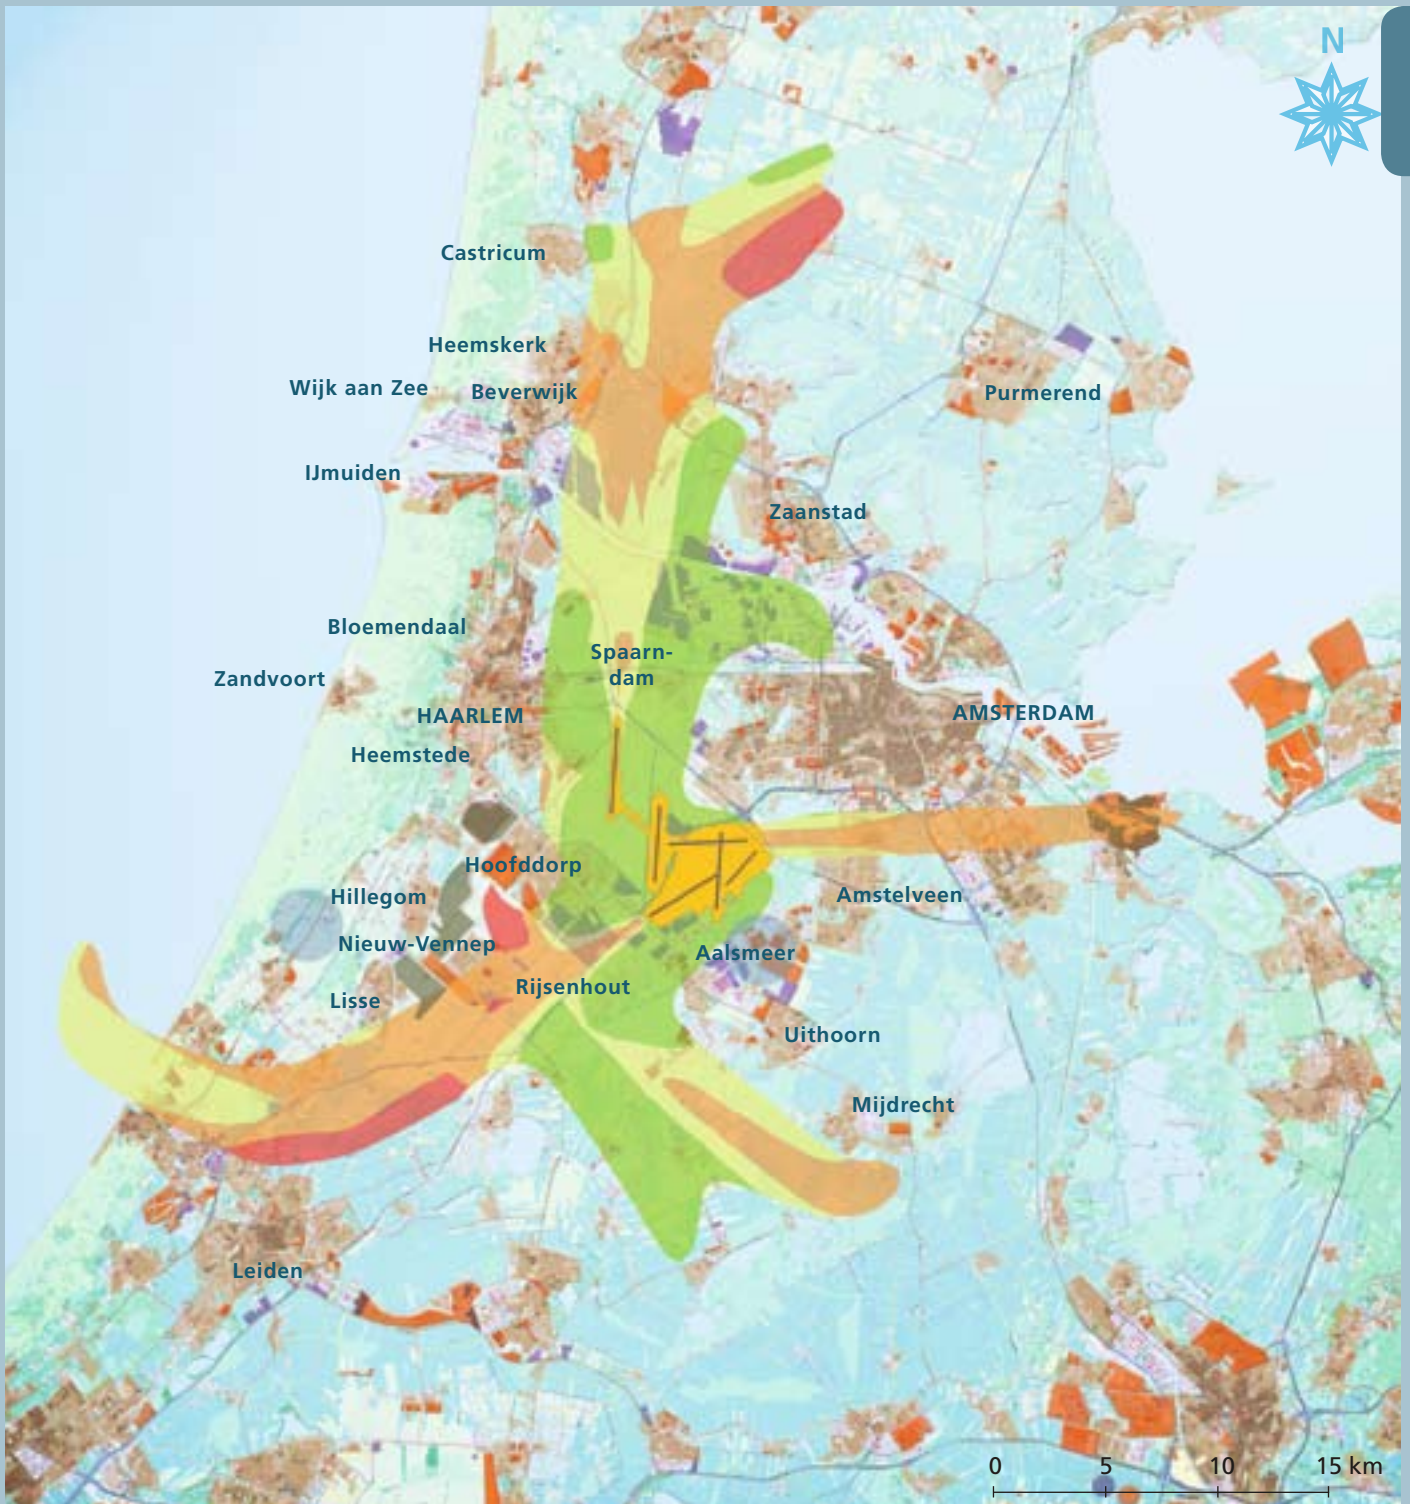 N
Castricum
Heemskerk
Wijk aan Zee
Beverwijk
Purmerend
IJmuiden
Zaanstad
Bloemendaal
Spaarn-
dam
Zandvoort
HAARLEM
AMSTERDAM
Heemstede
Hoofddorp
Hillegom
Amstelveen
Nieuw-Vennep
Aalsmeer
Rijsenhout
Lisse
Uithoorn
Mijdrecht
Leiden
0 5 10 15 km